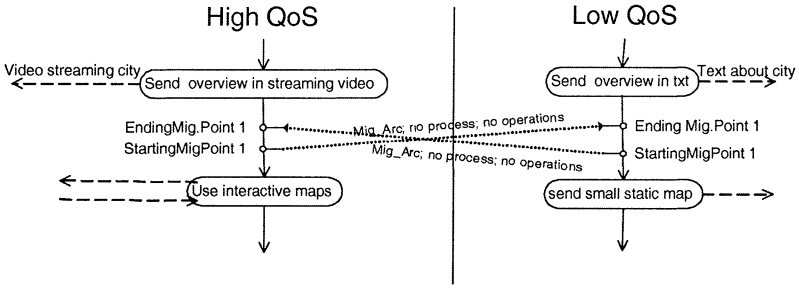 High QoS
Low QoS
Video streaming city
Send overview in streaming video
Send overview in txt
Text about city
EndingMig.Point 1
Mig_Arc; no process; no operations
Ending Mig.Point 1
StartingMigPoint 1
Mig_Arc; no process; no operations
StartingMigPoint 1
Use interactive maps
send small static map